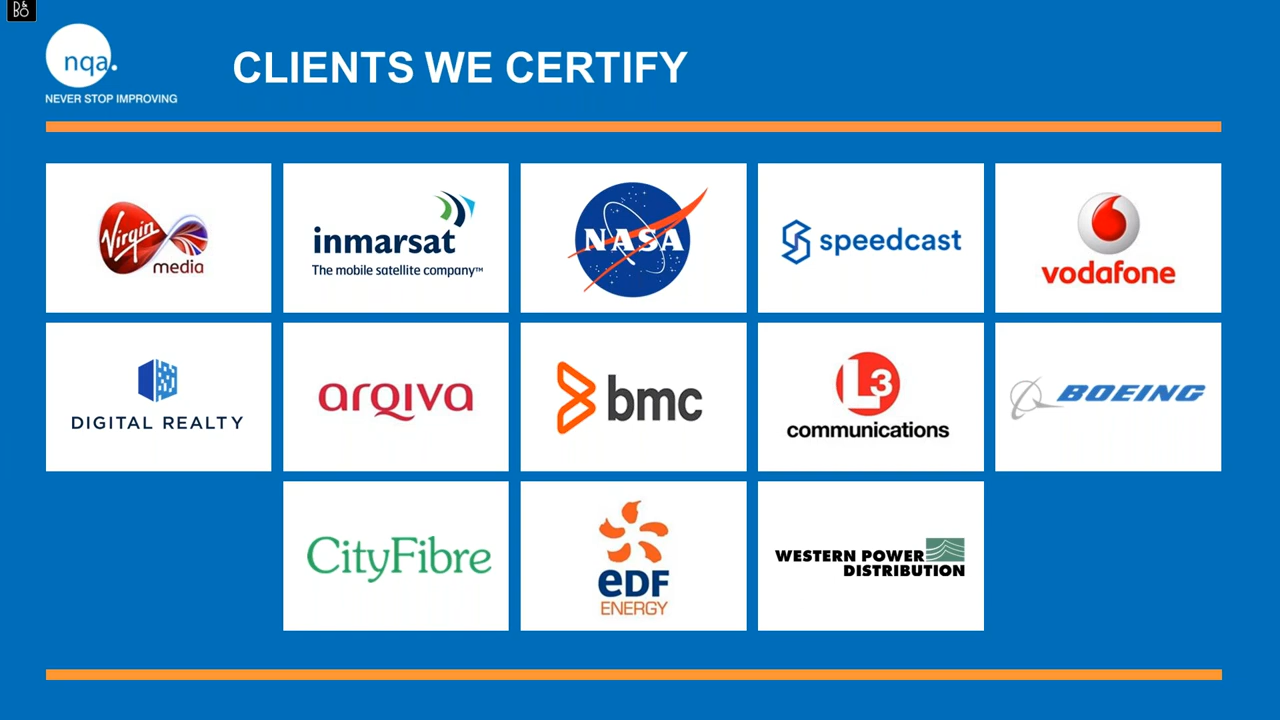 B&O
nqa.
NEVER STOP IMPROVING
CLIENTS WE CERTIFY
Virgin
media
inmarsat
The mobile satellite company™
NASA
speedcast
vodafone
DIGITAL REALTY
arqiva
bmc
L3
communications
BOEING
CityFibre
eDF
ENERGY
WESTERN POWER
DISTRIBUTION